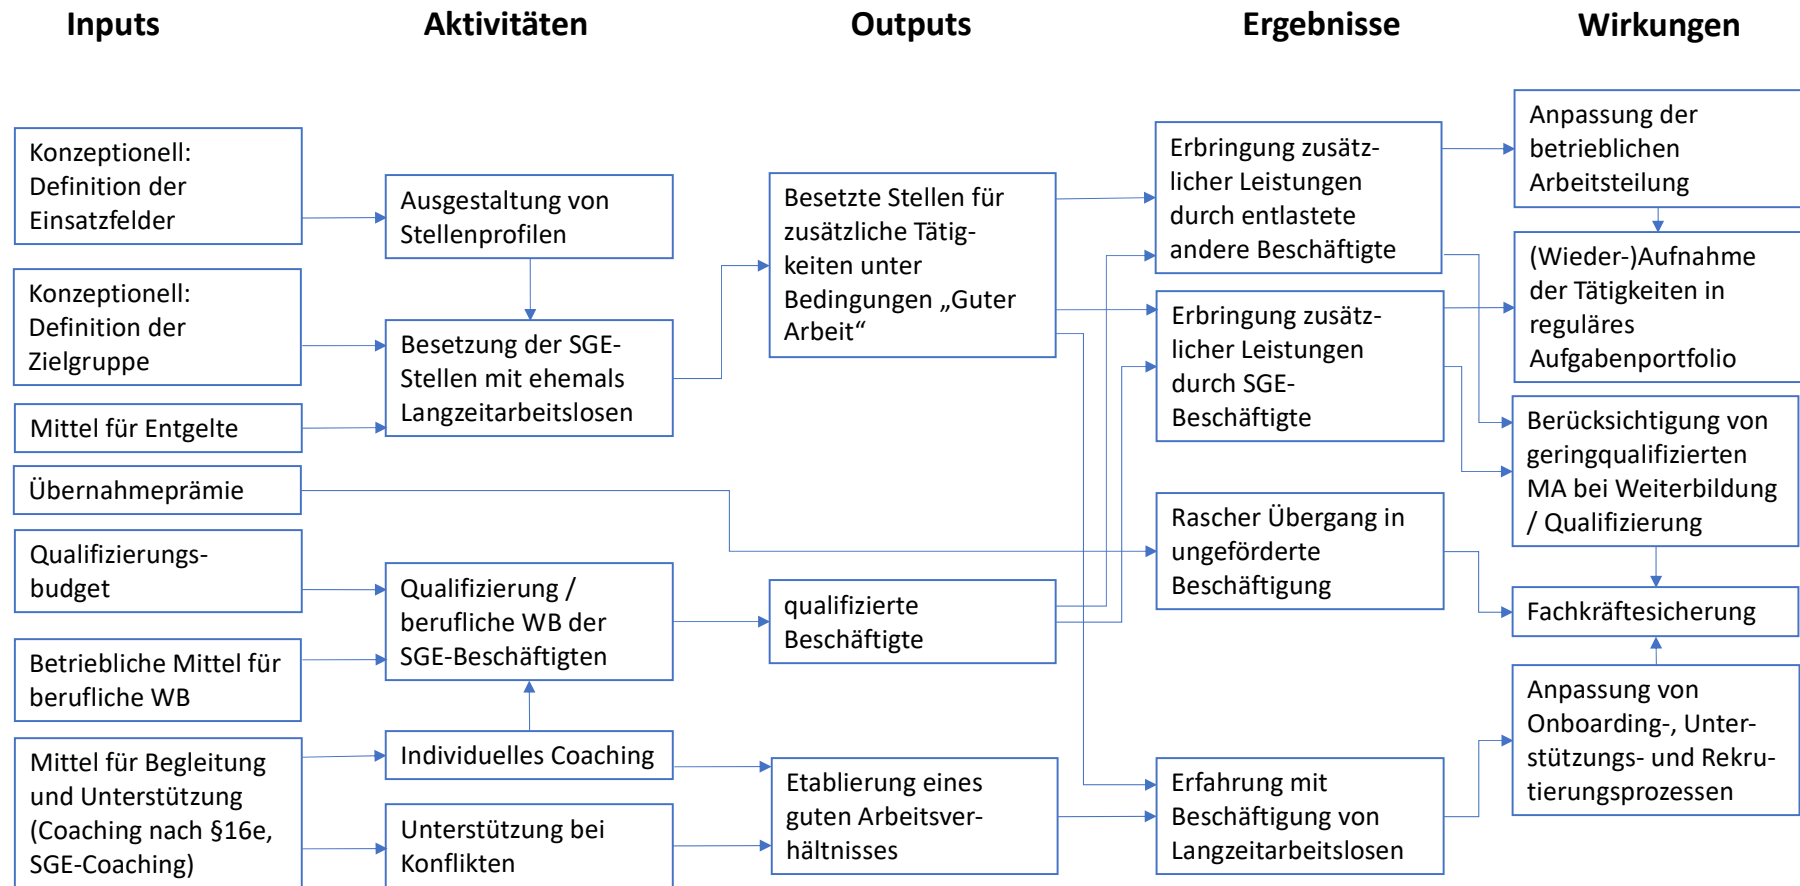 Inputs
Aktivitäten
Outputs
Ergebnisse
Wirkungen
Konzeptionell:
Definition der
Einsatzfelder
Konzeptionell:
Definition der
Zielgruppe
Mittel für Entgelte
Übernahmeprämie
Qualifizierungs-
budget
Betriebliche Mittel für
berufliche WB
Mittel für Begleitung
und Unterstützung
(Coaching nach §16e,
SGE-Coaching)
Ausgestaltung von
Stellenprofilen
Besetzung der SGE-
Stellen mit ehemals
Langzeitarbeitslosen
Qualifizierung /
berufliche WB der
SGE-Beschäftigten
Individuelles Coaching
Unterstützung bei
Konflikten
Besetzte Stellen für
zusätzliche Tätig-
keiten unter
Bedingungen „Guter
Arbeit“
qualifizierte
Beschäftigte
Etablierung eines
guten Arbeitsver-
hältnisses
Erbringung zusätz-
licher Leistungen
durch entlastete
andere Beschäftigte
Erbringung zusätz-
licher Leistungen
durch SGE-
Beschäftigte
Rascher Übergang in
ungeförderte
Beschäftigung
Erfahrung mit
Beschäftigung von
Langzeitarbeitslosen
Anpassung der
betrieblichen
Arbeitsteilung
(Wieder-)Aufnahme
der Tätigkeiten in
reguläres
Aufgabenportfolio
Berücksichtigung von
geringqualifizierten
MA bei Weiterbildung
/ Qualifizierung
Fachkräftesicherung
Anpassung von
Onboarding-, Unter-
stützungs- und Rekru-
tierungsprozessen